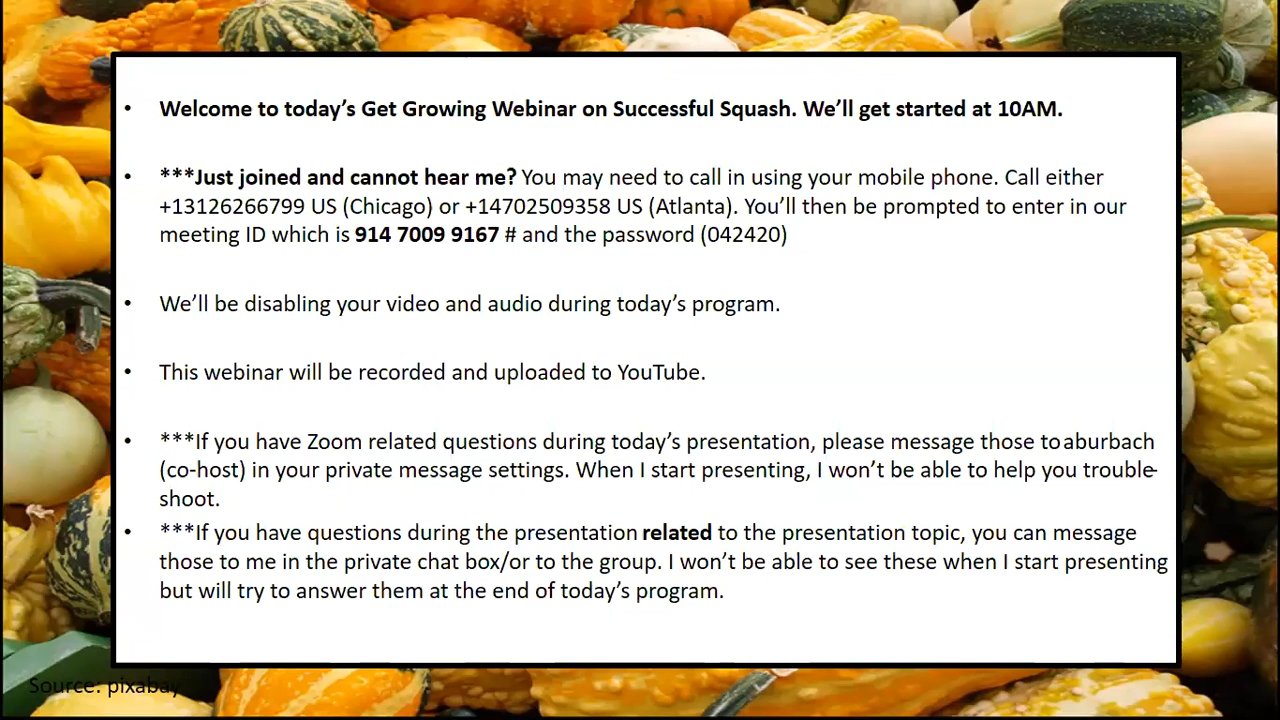 • Welcome to today’s Get Growing Webinar on Successful Squash. We’ll get started at 10AM.
• ***Just joined and cannot hear me? You may need to call in using your mobile phone. Call either
+13126266799 US (Chicago) or +14702509358 US (Atlanta). You’ll then be prompted to enter in our
meeting ID which is 914 7009 9167 # and the password (042420)
• We’ll be disabling your video and audio during today’s program.
• This webinar will be recorded and uploaded to YouTube.
• ***If you have Zoom related questions during today’s presentation, please message those to aburbach
(co-host) in your private message settings. When I start presenting, I won’t be able to help you trouble-
shoot.
• ***If you have questions during the presentation related to the presentation topic, you can message
those to me in the private chat box/or to the group. I won’t be able to see these when I start presenting
but will try to answer them at the end of today’s program.
Source: pixabay